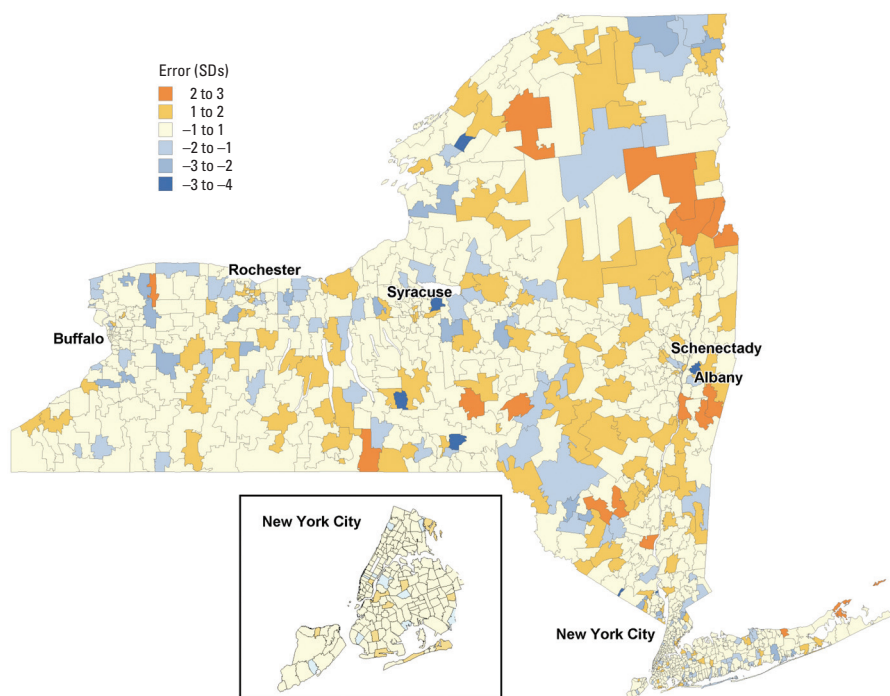 Error (SDs)
2 to 3
1 to 2
–1 to 1
–2 to –1
–3 to –2
–3 to –4
Rochester
Syracuse
Buffalo
Schenectady
Albany
New York City
New York City